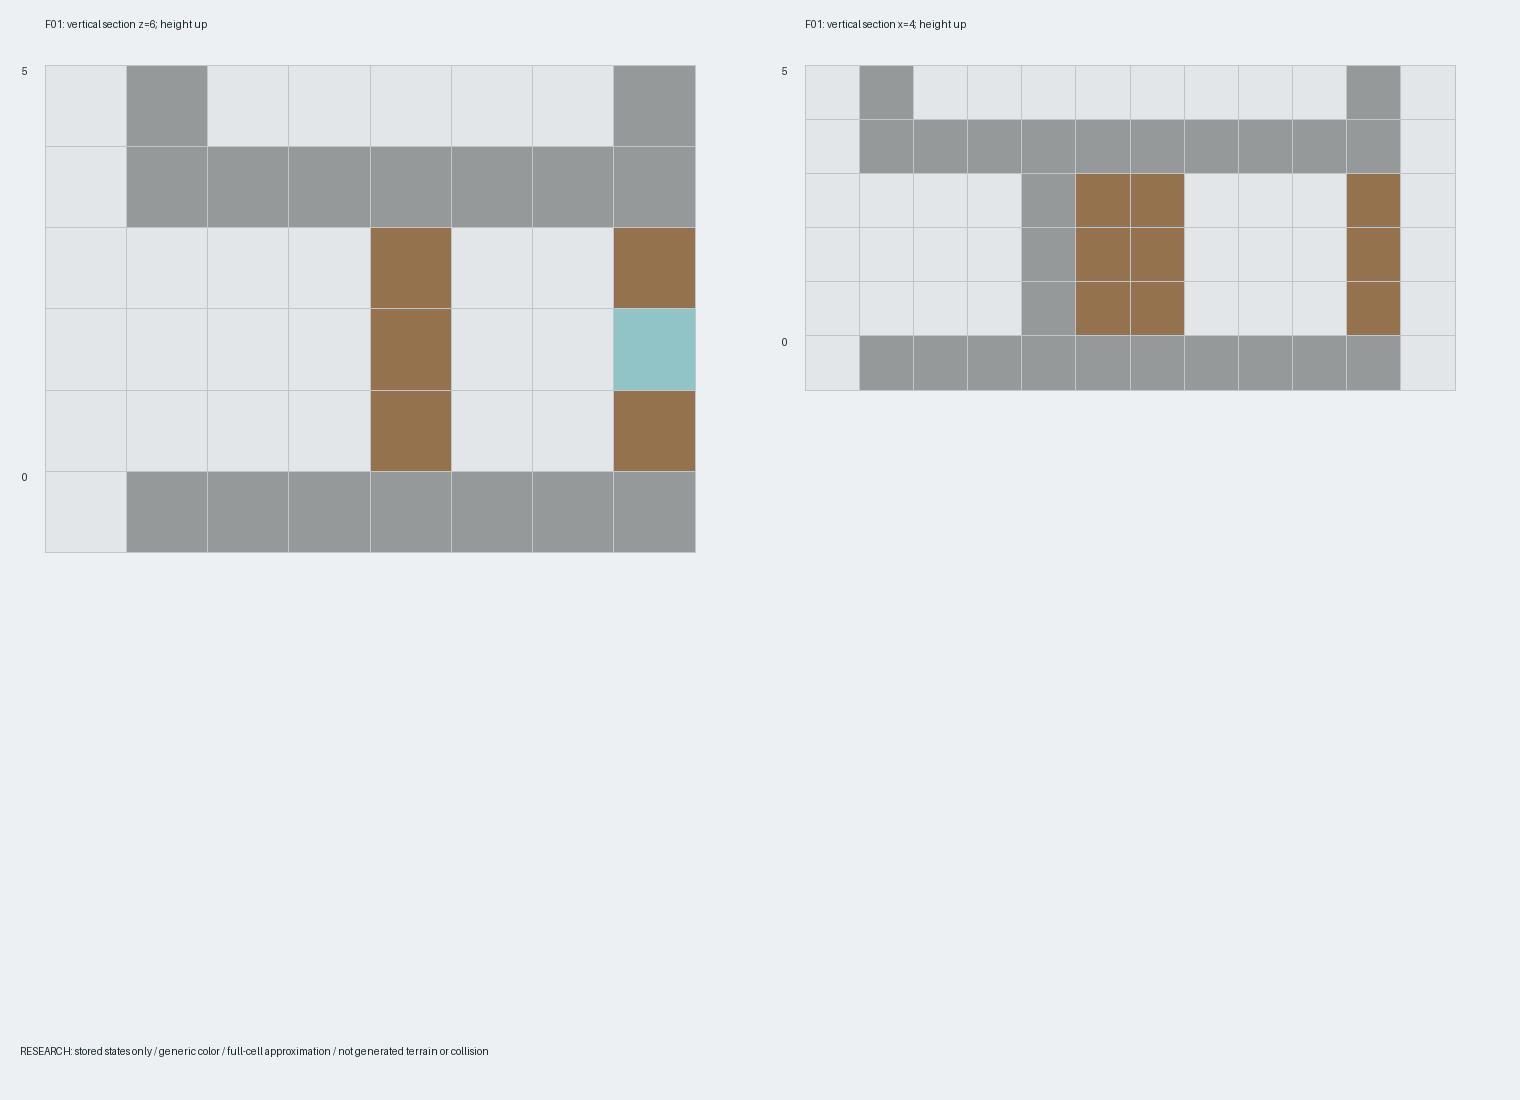 F01: vertical section z=6; height up
F01: vertical section x=4; height up
5
5
0
0
RESEARCH: stored states only / generic color / full-cell approximation / not generated terrain or collision